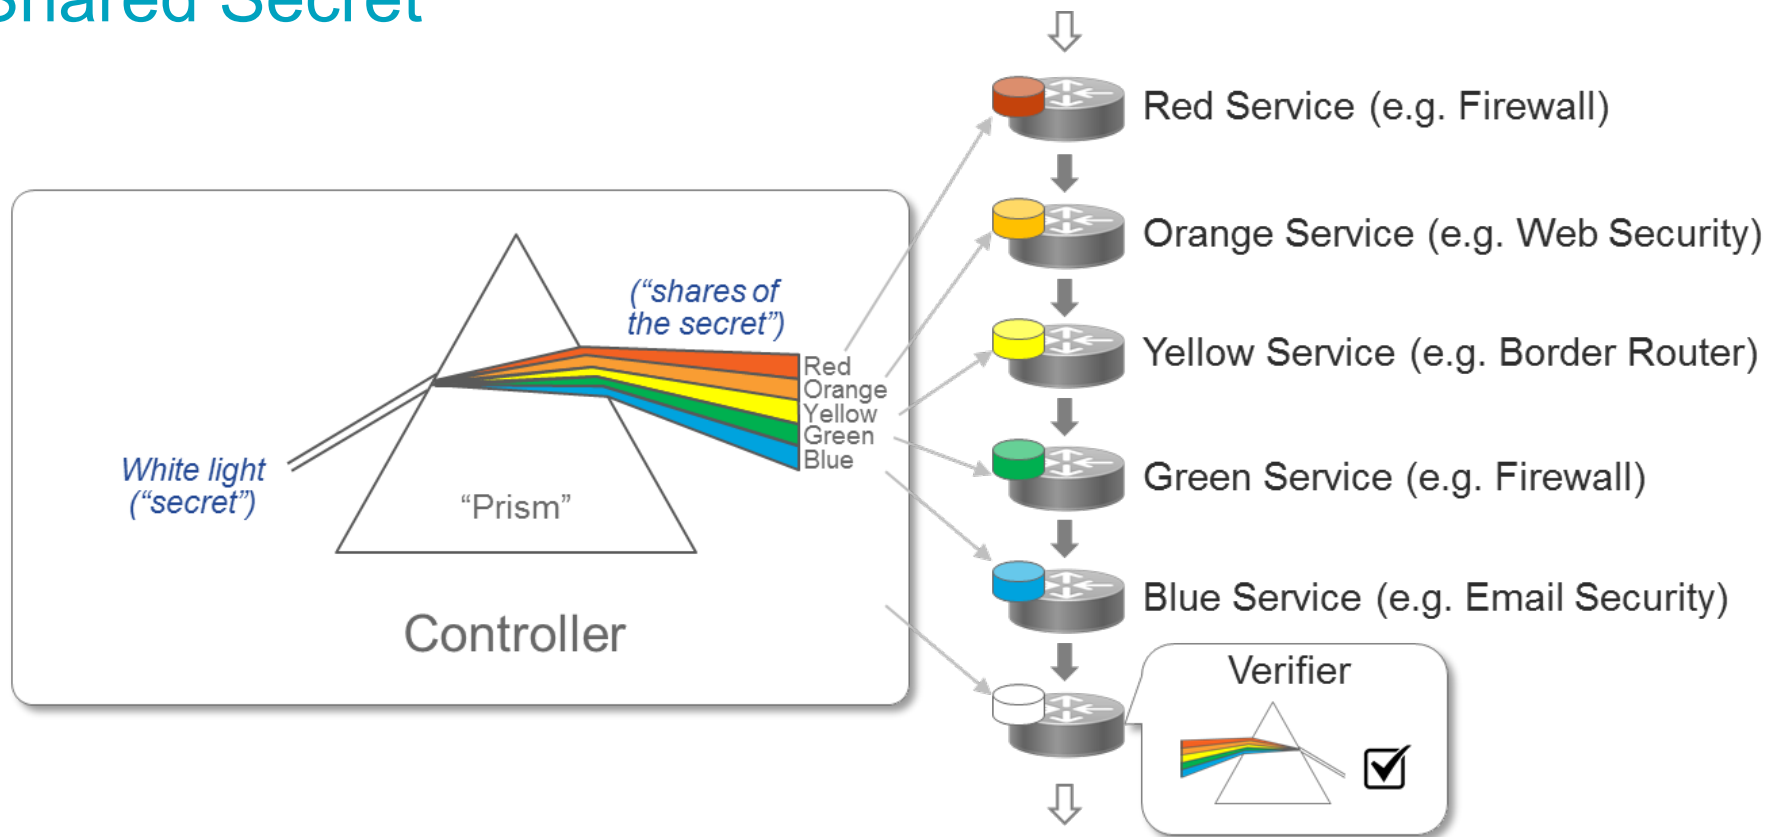 Shared Secret
Red Service (e.g. Firewall)
Orange Service (e.g. Web Security)
Yellow Service (e.g. Border Router)
Green Service (e.g. Firewall)
Blue Service (e.g. Email Security)
(“shares of
the secret”)
Red
Orange
Yellow
Green
Blue
White light
(“secret”)
“Prism”
Controller
Verifier